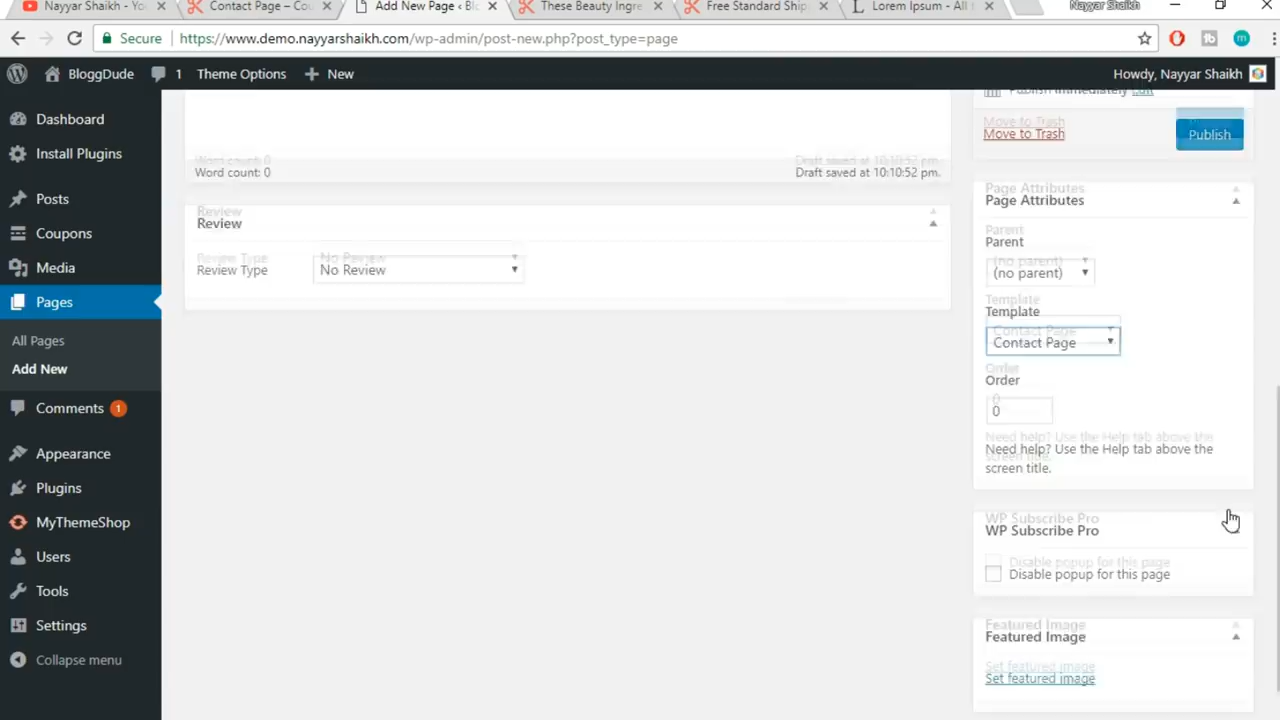 Nayyar Shaikh - Yo
Contact Page – Cou
Add New Page ‹ Blo
These Beauty Ingre
Free Standard Ship
Lorem Ipsum - All
Nayyar Shaikh
Secure
https://www.demo.nayyarshaikh.com/wp-admin/post-new.php?post_type=page
BloggDude
1
Theme Options
New
Howdy, Nayyar Shaikh
Dashboard
Install Plugins
Posts
Coupons
Media
Pages
All Pages
Add New
Comments 1
Appearance
Plugins
MyThemeShop
Users
Tools
Settings
Collapse menu
Word count: 0
Draft saved at 10:10:52 pm.
Review
Review Type
No Review
Publish immediately Edit
Move to Trash
Publish
Page Attributes
Parent
(no parent)
Template
Contact Page
Order
0
Need help? Use the Help tab above the
screen title.
WP Subscribe Pro
Disable popup for this page
Featured Image
Set featured image